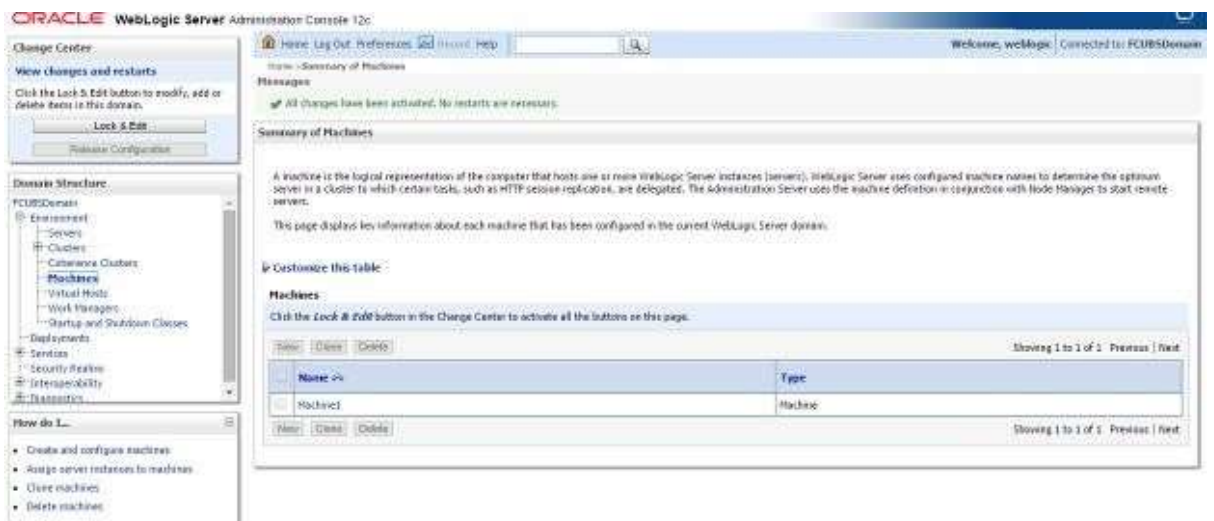 ORACLE WebLogic Server Administration Console 12c
Change Center
View changes and restarts
Click the Lock & Edit button to modify, add or
delete items in this domain.
Lock & Edit
Release Configuration
Domain Structure
FCUBSDomain
Environment
Servers
Clusters
Coherence Clusters
Machines
Virtual Hosts
Work Managers
Startup and Shutdown Classes
Deployments
Services
Security Realms
Interoperability
Diagnostics
How do I...
Create and configure machines
Assign server instances to machines
Clone machines
Delete machines
Home Log Out Preferences Record Help
Welcome, weblogic Connected to: FCUBSDomain
Home >Summary of Machines
Messages
All changes have been activated. No restarts are necessary.
Summary of Machines
A machine is the logical representation of the computer that hosts one or more WebLogic Server instances (servers). WebLogic Server uses configured machine names to determine the optimum
server in a cluster to which certain tasks, such as HTTP session replication, are delegated. The Administration Server uses the machine definition in conjunction with Node Manager to start remote
servers.
This page displays key information about each machine that has been configured in the current WebLogic Server domain.
Customize this table
Machines
Click the Lock & Edit button in the Change Center to activate all the buttons on this page.
New Clone Delete
Showing 1 to 1 of 1 Previous | Next
Name Type
Machine1 Machine
New Clone Delete
Showing 1 to 1 of 1 Previous | Next